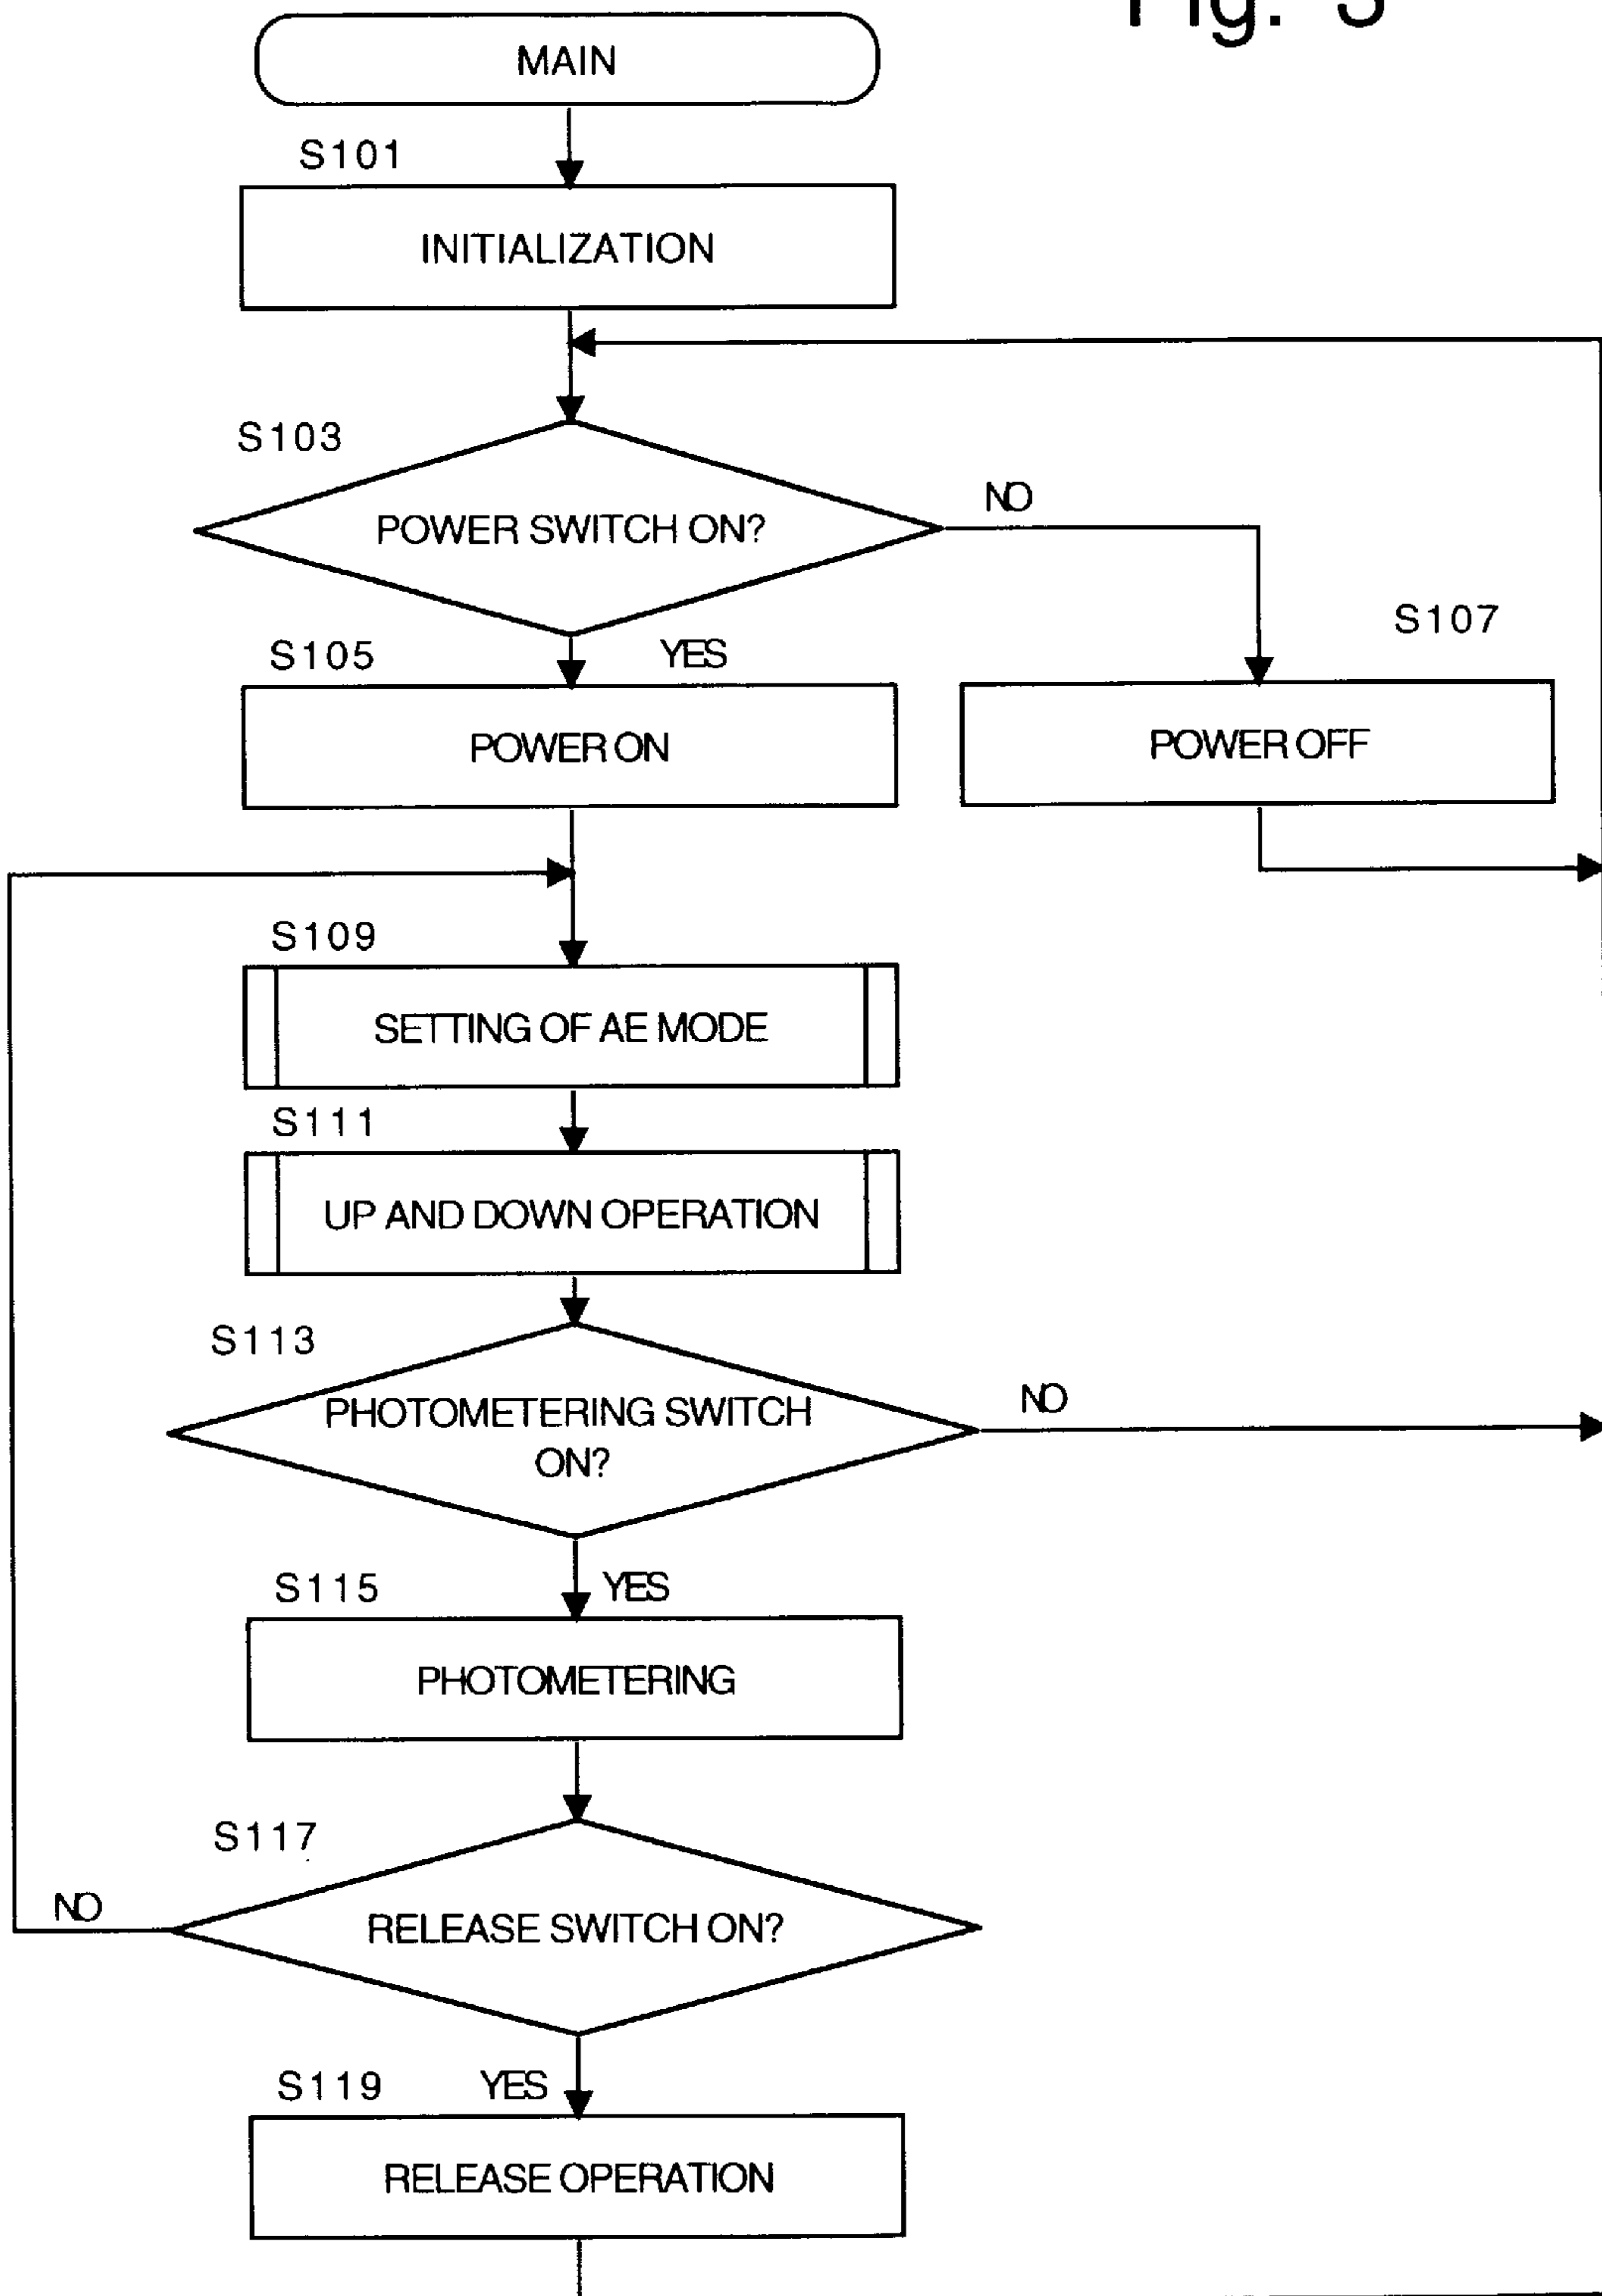 Fig. 3
MAIN
S101
INITIALIZATION
S103
POWER SWITCH ON?
NO
S107
S105
YES
POWER ON
POWER OFF
S109
SETTING OF AE MODE
S111
UP AND DOWN OPERATION
S113
PHOTOMETERING SWITCH
ON?
NO
S115
YES
PHOTOMETERING
S117
NO
RELEASE SWITCH ON?
S119
YES
RELEASE OPERATION